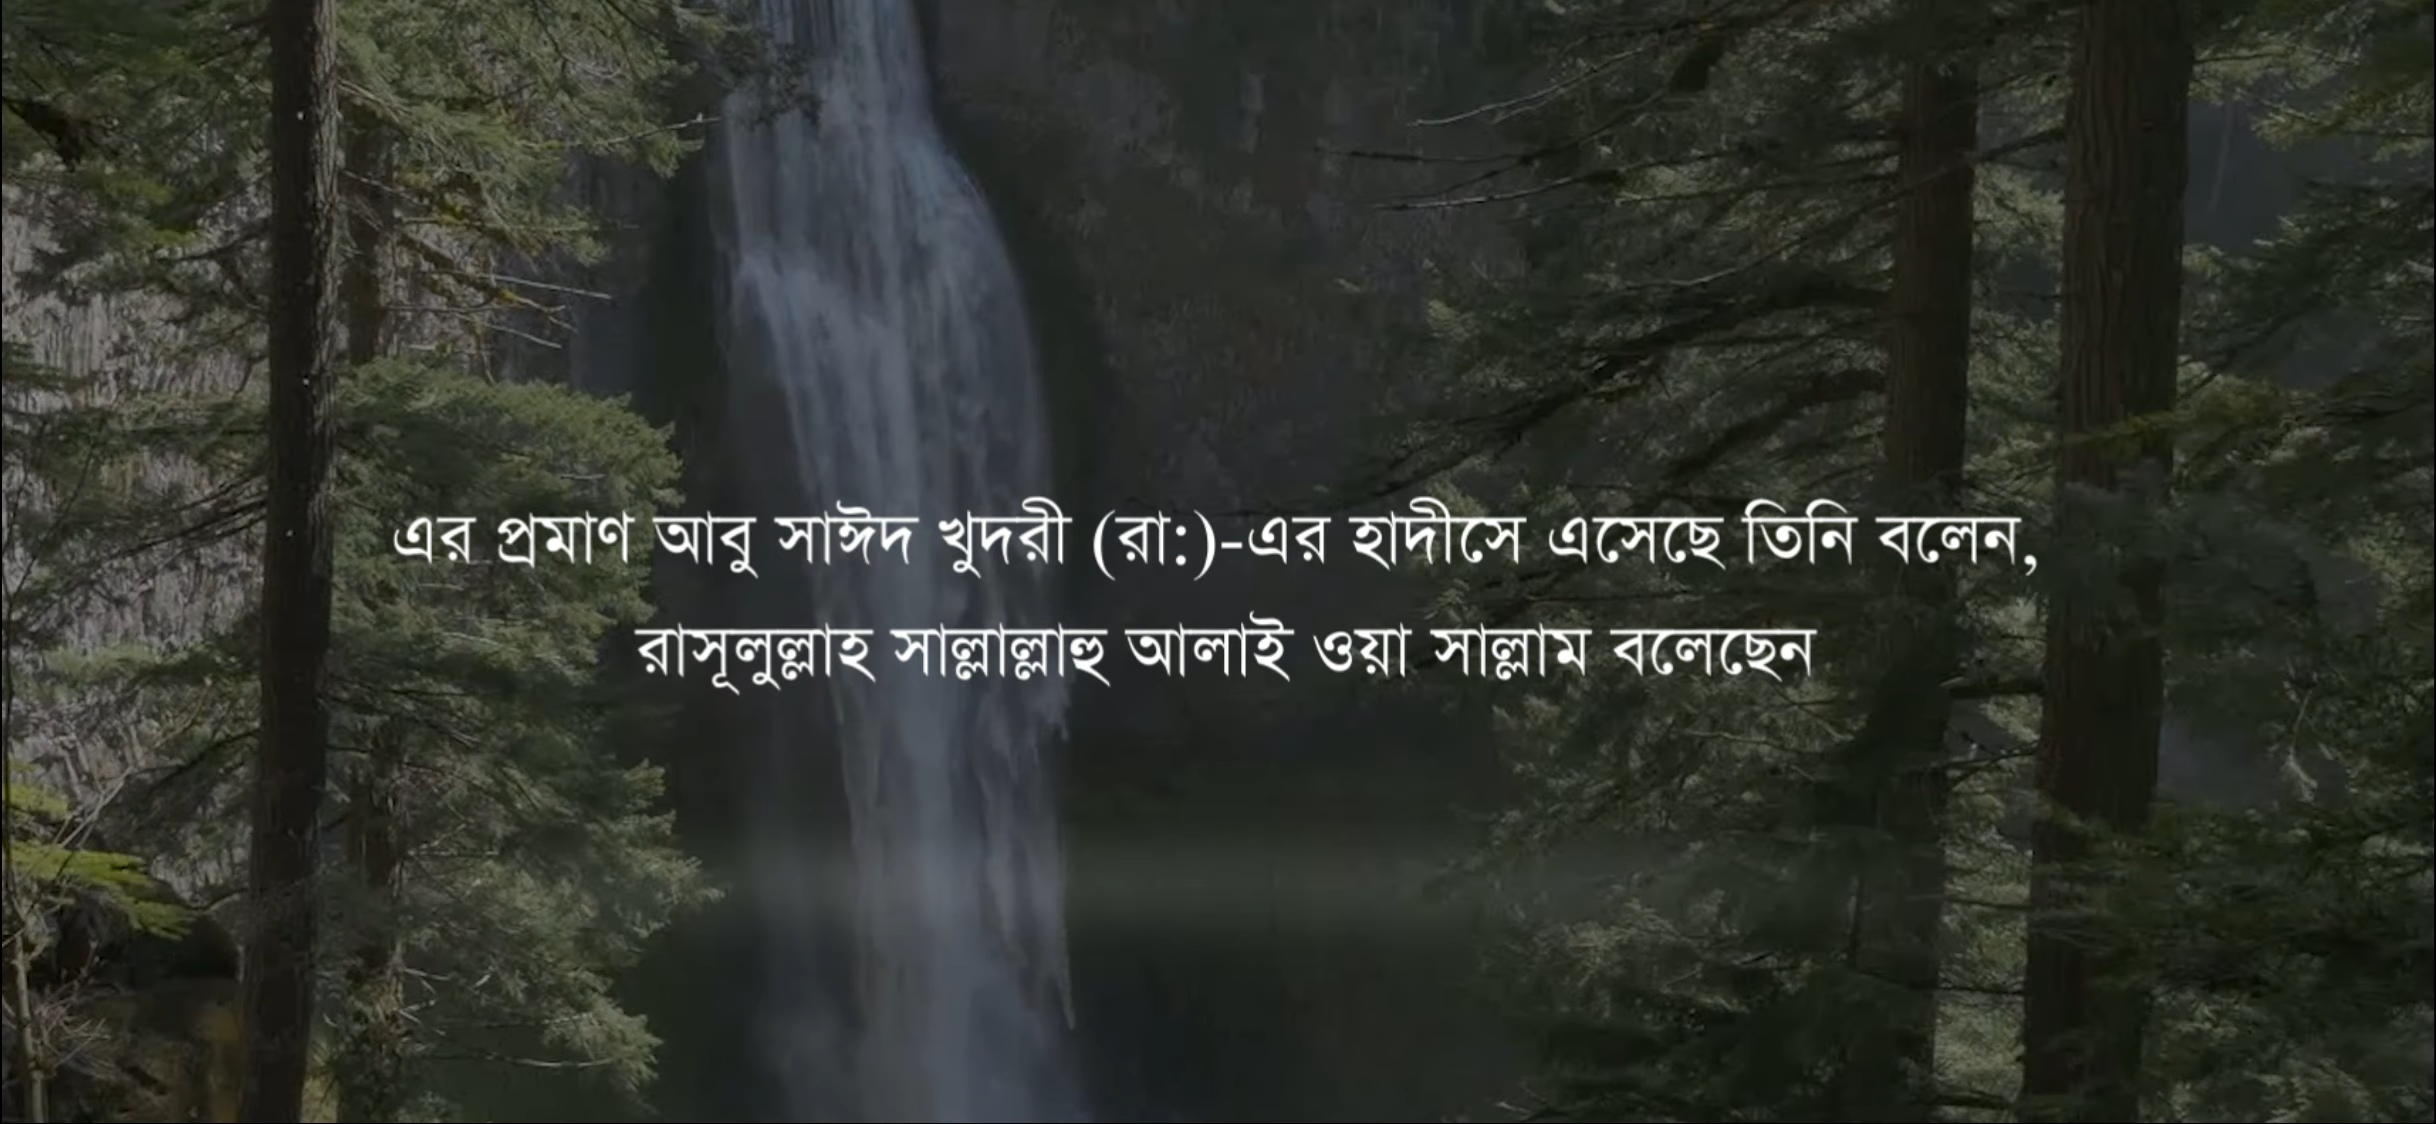 এর প্রমাণ আবু সাঈদ খুদরী (রা:)-এর হাদীসে এসেছে তিনি বলেন,
রাসূলুল্লাহ সাল্লাল্লাহু আলাই ওয়া সাল্লাম বলেছেন